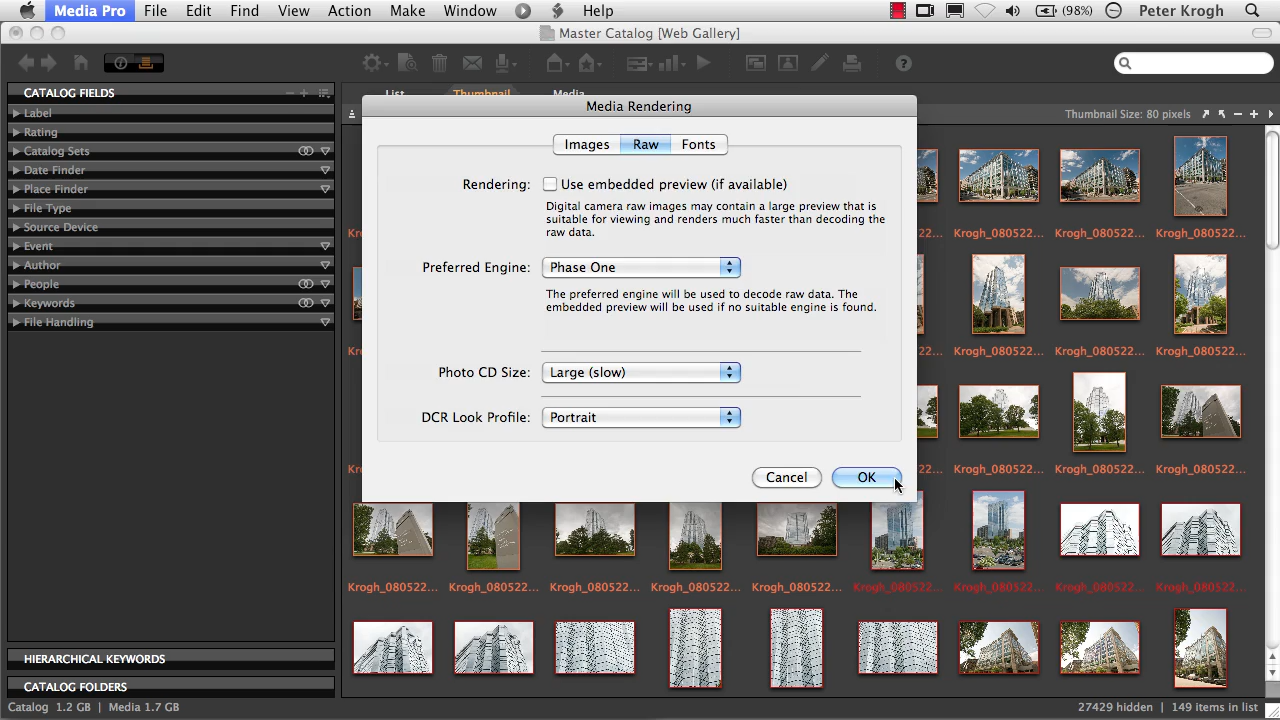 Media Pro File Edit Find View Action Make Window Help (98%) Peter Krogh
Master Catalog [Web Gallery]
CATALOG FIELDS
List Thumbnail Media
Label
Thumbnail Size: 80 pixels
Rating
Catalog Sets
Date Finder
Place Finder
File Type
Source Device
Event
Author
People
Keywords
File Handling
Media Rendering
Images Raw Fonts
Rendering: Use embedded preview (if available)
Digital camera raw images may contain a large preview that is
suitable for viewing and renders much faster than decoding the
raw data.
Preferred Engine: Phase One
The preferred engine will be used to decode raw data. The
embedded preview will be used if no suitable engine is found.
Photo CD Size: Large (slow)
DCR Look Profile: Portrait
Cancel OK
Krogh_080522... Krogh_080522... Krogh_080522...
Krogh_080522... Krogh_080522... Krogh_080522...
Krogh_080522... Krogh_080522... Krogh_080522...
Krogh_080522... Krogh_080522... Krogh_080522... Krogh_080522... Krogh_080522... Krogh_080522... Krogh_080522... Krogh_080522... Krogh_080522...
HIERARCHICAL KEYWORDS
CATALOG FOLDERS
Catalog 1.2 GB | Media 1.7 GB
27429 hidden | 149 items in list